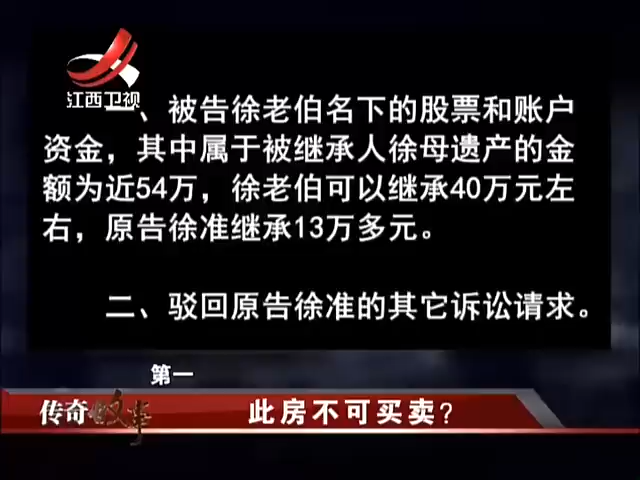 江西卫视
一、被告徐老伯名下的股票和账户
资金，其中属于被继承人徐母遗产的金
额为近54万，徐老伯可以继承40万元左
右，原告徐准继承13万多元。
二、驳回原告徐准的其它诉讼请求。
第一
传奇故事
此房不可买卖？